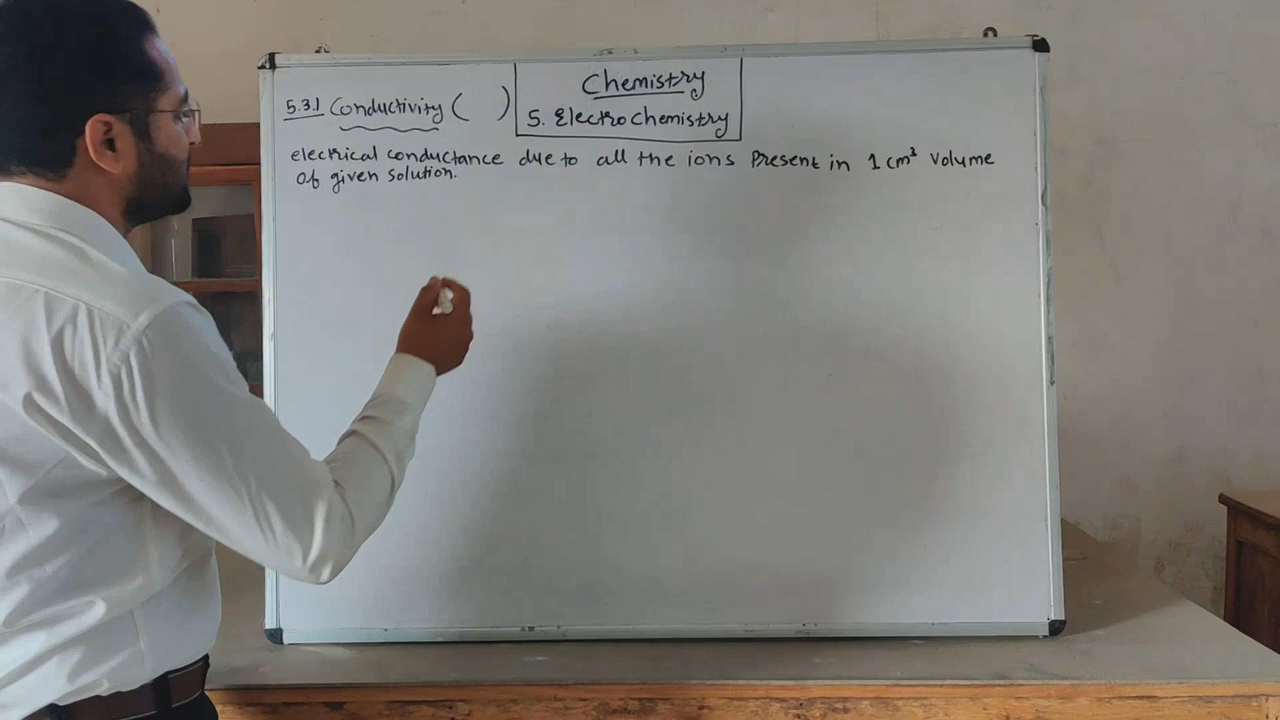 Chemistry
5. ElectroChemistry
5.3.1 Conductivity ( )
electrical conductance due to all the ions Present in 1 cm³ Volume
of given solution.